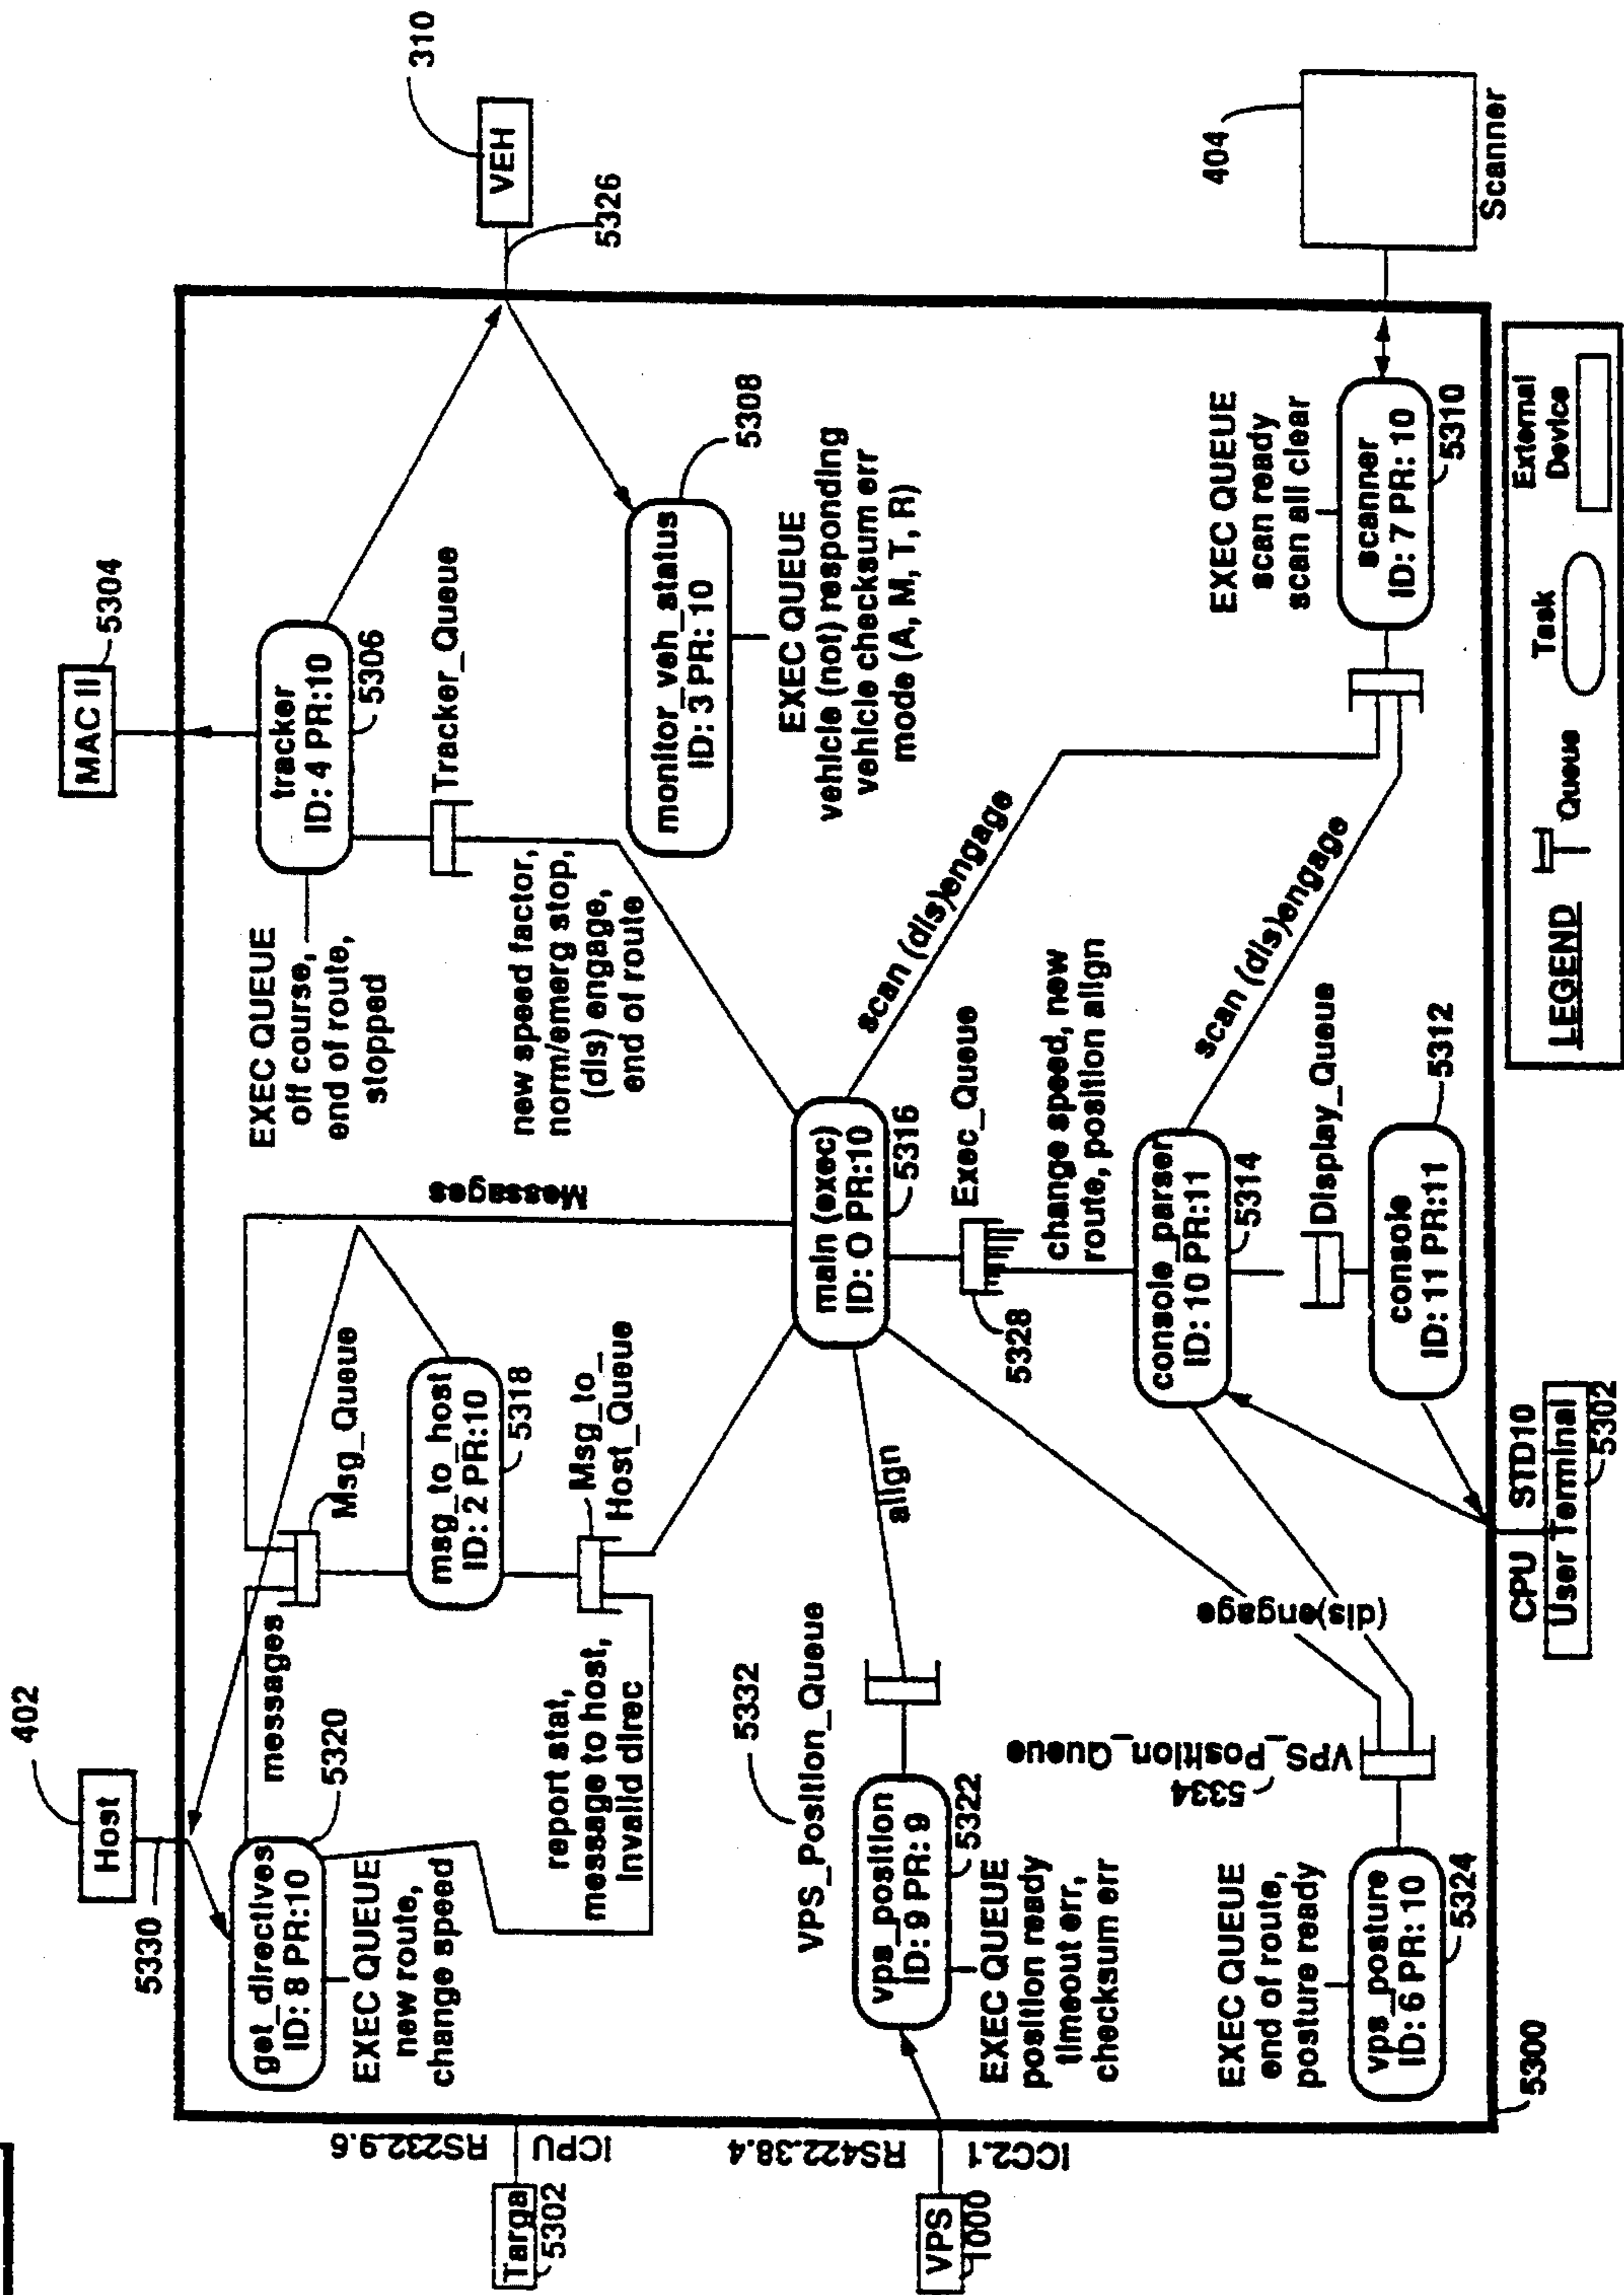 402
Host
5330
MAC II
5304
310
VEH
5326
get_directives
ID: 8 PR:10
5320
messages
Msg_Queue
EXEC QUEUE
new route,
change speed
msg_to_host
ID: 2 PR:10
5318
Msg_to_
Host_Queue
report stat,
message to host,
invalid direc
Messages
EXEC QUEUE
off course,
end of route,
stopped
tracker
ID: 4 PR:10
5306
Tracker_Queue
new speed factor,
norm/emerg stop,
(dis) engage,
end of route
monitor_veh_status
ID: 3 PR: 10
5308
EXEC QUEUE
vehicle (not) responding
vehicle checksum err
mode (A, M, T, R)
Targa
5302
RS232.9.6
ICPU
VPS
1000
RS422.38.4
ICC2.1
5332
VPS_Position_Queue
vps_position
ID: 9 PR: 9
5322
EXEC QUEUE
position ready
timeout err,
checksum err
align
main (exec)
ID: O PR:10
5316
Exec_Queue
5328
change speed, new
route, position align
scan (dis)engage
scan (dis)engage
EXEC QUEUE
scan ready
scan all clear
scanner
ID: 7 PR: 10
5310
404
Scanner
EXEC QUEUE
end of route,
posture ready
vps_posture
ID: 6 PR: 10
5324
VPS_Position_Queue
5334
(dis)engage
console_parser
ID: 10 PR:11
5314
Display_Queue
console
ID: 11 PR:11
5312
5300
CPU STD10
User Terminal
5302
LEGEND
Queue
Task
External
Device